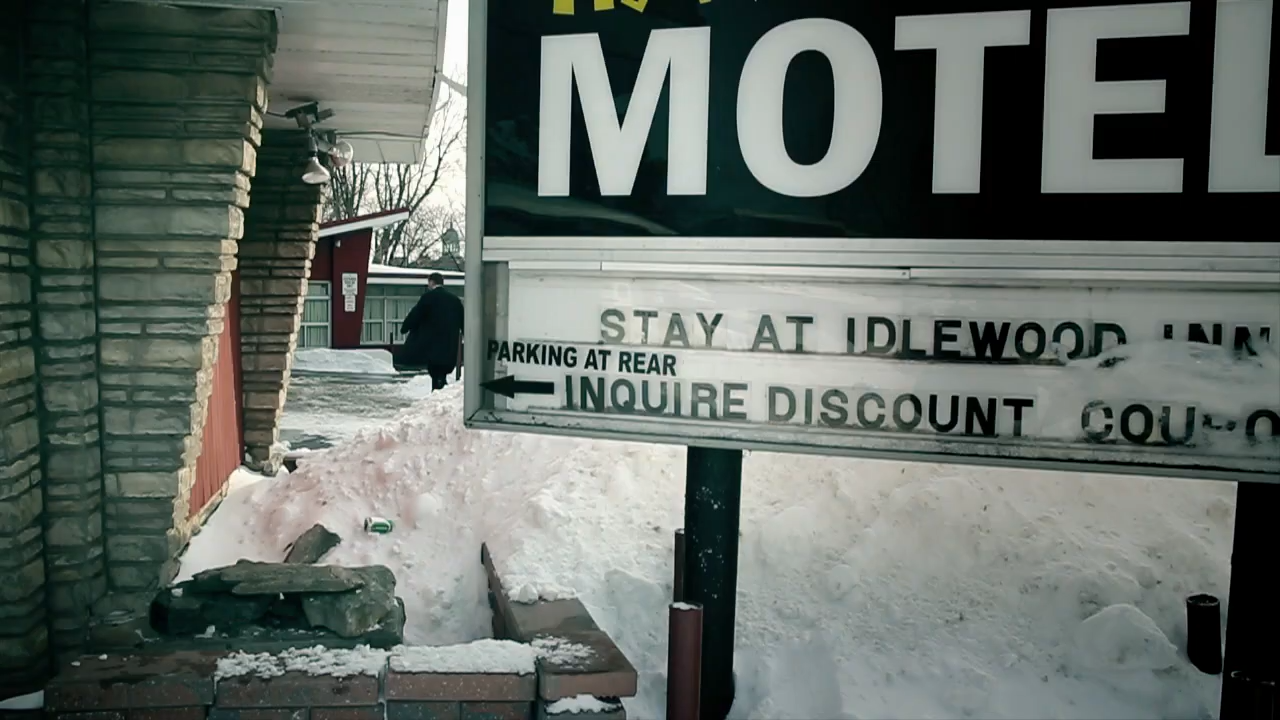 MOTEL
STAY AT IDLEWOOD INN
PARKING AT REAR
INQUIRE DISCOUNT